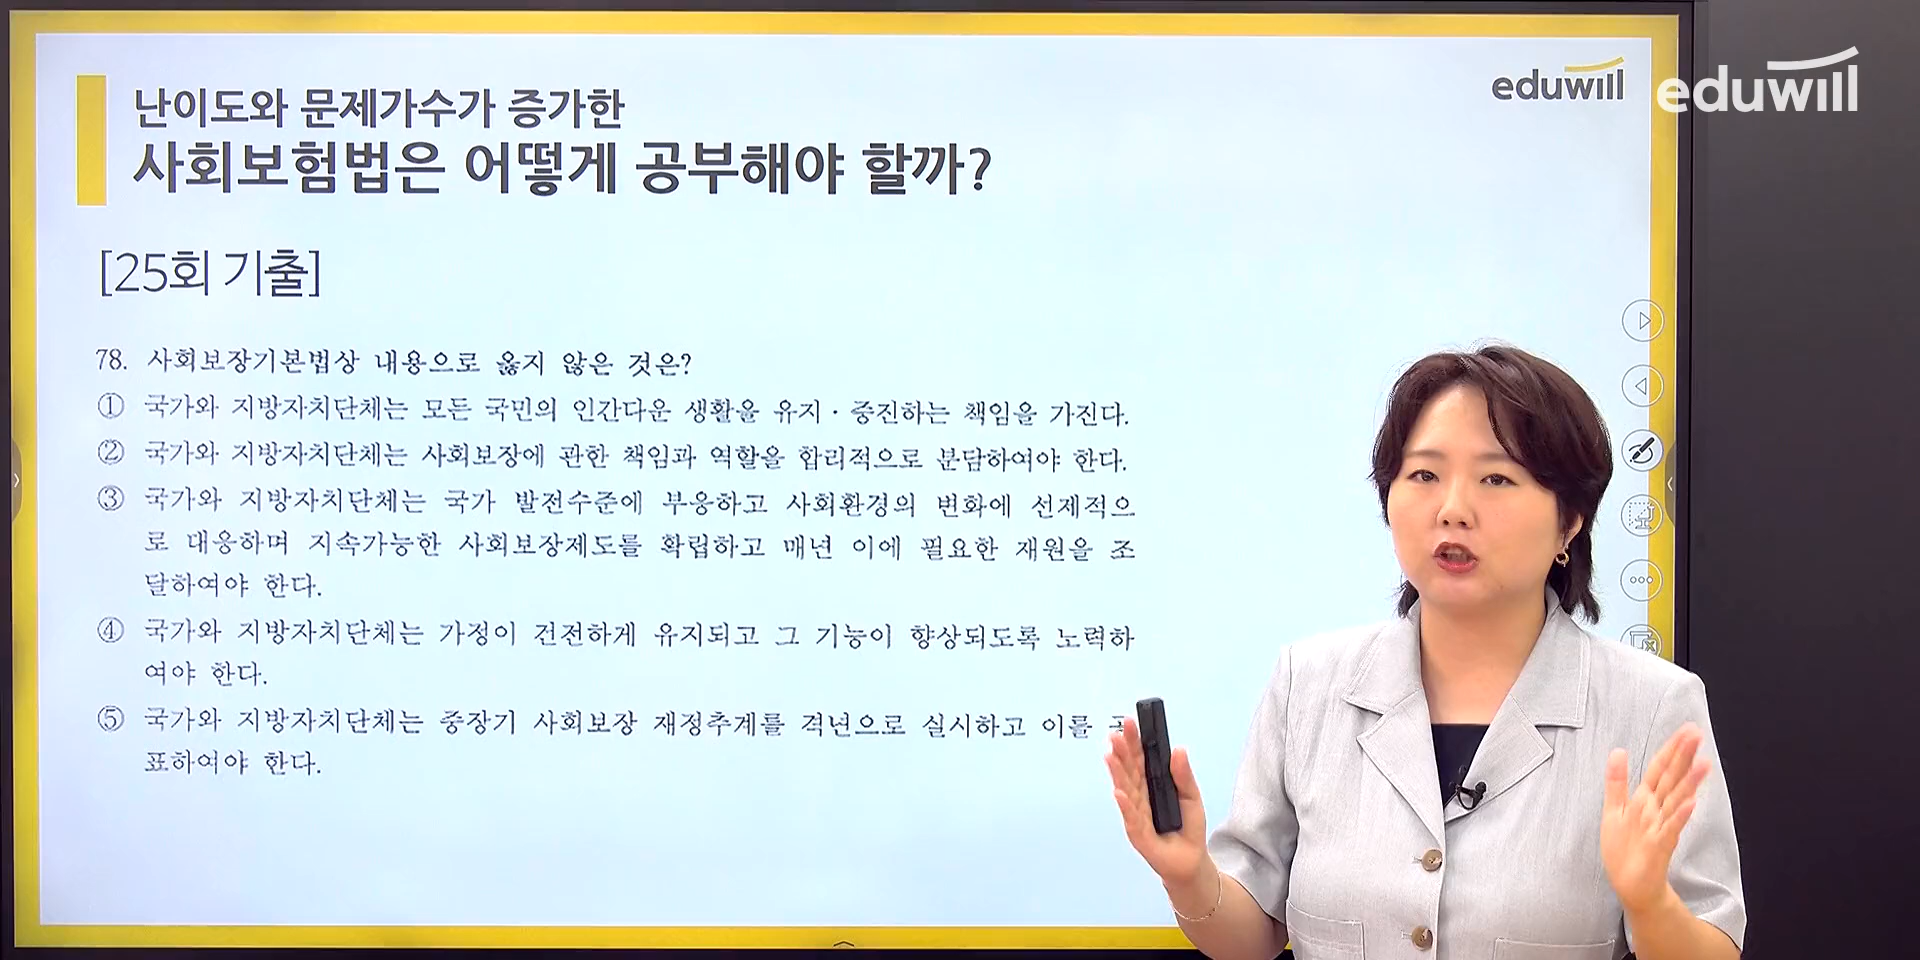 eduwill
eduwill
난이도와 문제가수가 증가한
사회보험법은 어떻게 공부해야 할까?
[25회 기출]
78. 사회보장기본법상 내용으로 옳지 않은 것은?
① 국가와 지방자치단체는 모든 국민의 인간다운 생활을 유지·증진하는 책임을 가진다.
② 국가와 지방자치단체는 사회보장에 관한 책임과 역할을 합리적으로 분담하여야 한다.
③ 국가와 지방자치단체는 국가 발전수준에 부응하고 사회환경의 변화에 선제적으
로 대응하며 지속가능한 사회보장제도를 확립하고 매년 이에 필요한 재원을 조
달하여야 한다.
④ 국가와 지방자치단체는 가정이 건전하게 유지되고 그 기능이 향상되도록 노력하
여야 한다.
⑤ 국가와 지방자치단체는 중장기 사회보장 재정추계를 격년으로 실시하고 이를
표하여야 한다.